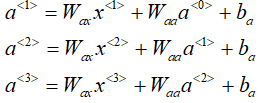 a^{<1>} = W_{ax}x^{<1>} + W_{aa}a^{<0>} + b_a
a^{<2>} = W_{ax}x^{<2>} + W_{aa}a^{<1>} + b_a
a^{<3>} = W_{ax}x^{<3>} + W_{aa}a^{<2>} + b_a